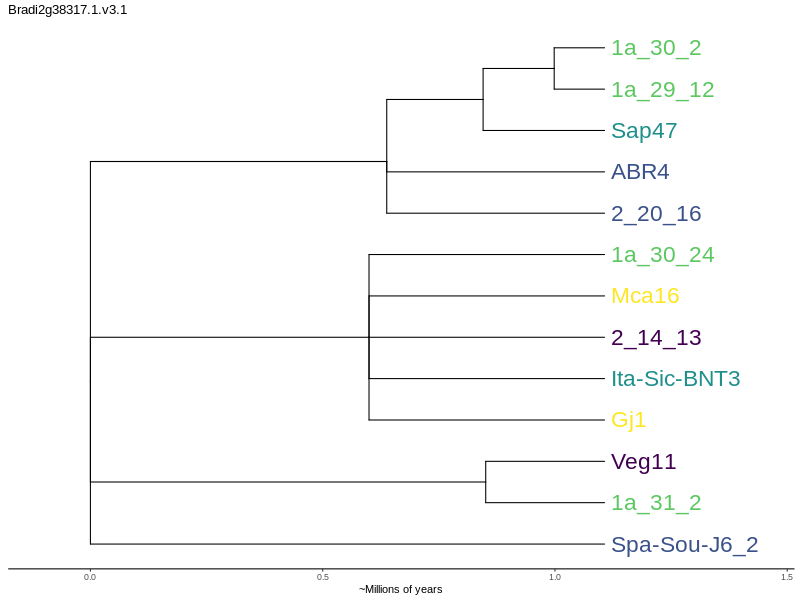 Bradi2g38317.1.v3.1
1a_30_2
1a_29_12
Sap47
ABR4
2_20_16
1a_30_24
Mca16
2_14_13
Ita-Sic-BNT3
Gj1
Veg11
1a_31_2
Spa-Sou-J6_2
0.0 0.5 1.0 1.5
~Millions of years